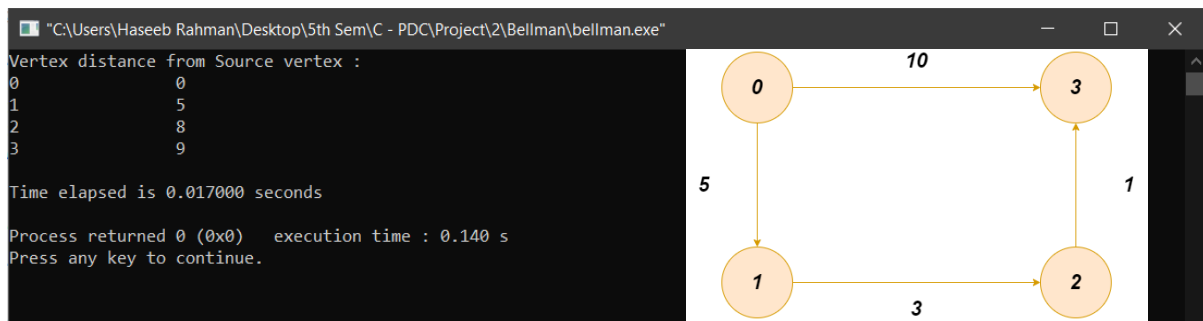 "C:\Users\Haseeb Rahman\Desktop\5th Sem\C - PDC\Project\2\Bellman\bellman.exe"
Vertex distance from Source vertex :
0 0
1 5
2 8
3 9
Time elapsed is 0.017000 seconds
Process returned 0 (0x0) execution time : 0.140 s
Press any key to continue.
10
0 3
5 1
1 2
3